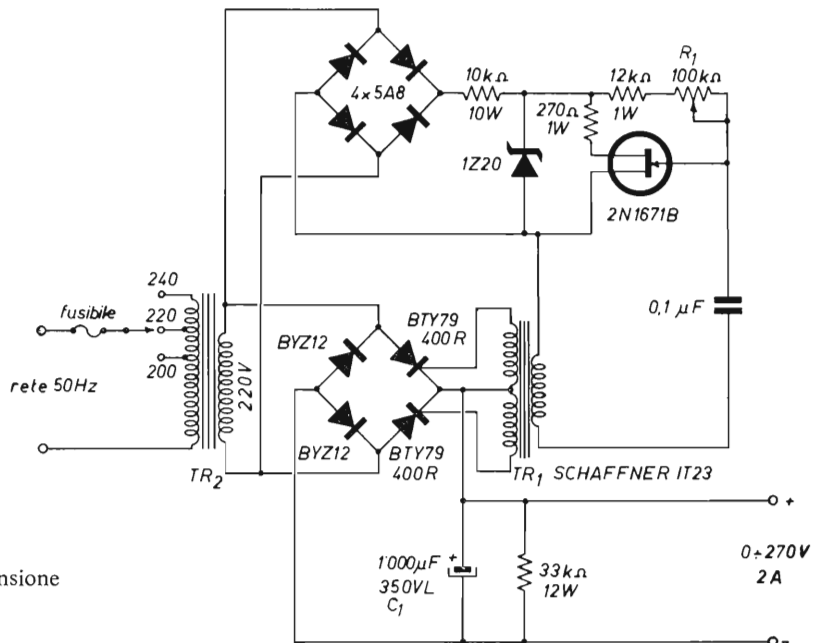 4 x 5A8
10kΩ
10W
270Ω
1W
12kΩ
1W
R1
100kΩ
1Z20
2N1671B
0,1 µF
240
220
200
fusibile
rete 50Hz
220V
TR2
BYZ12
BYZ12
BTY79
400R
BTY79
400R
TR1 SCHAFFNER IT23
1'000µF
350VL
C1
+
33kΩ
12W
+
0÷270V
2A
-
nsione